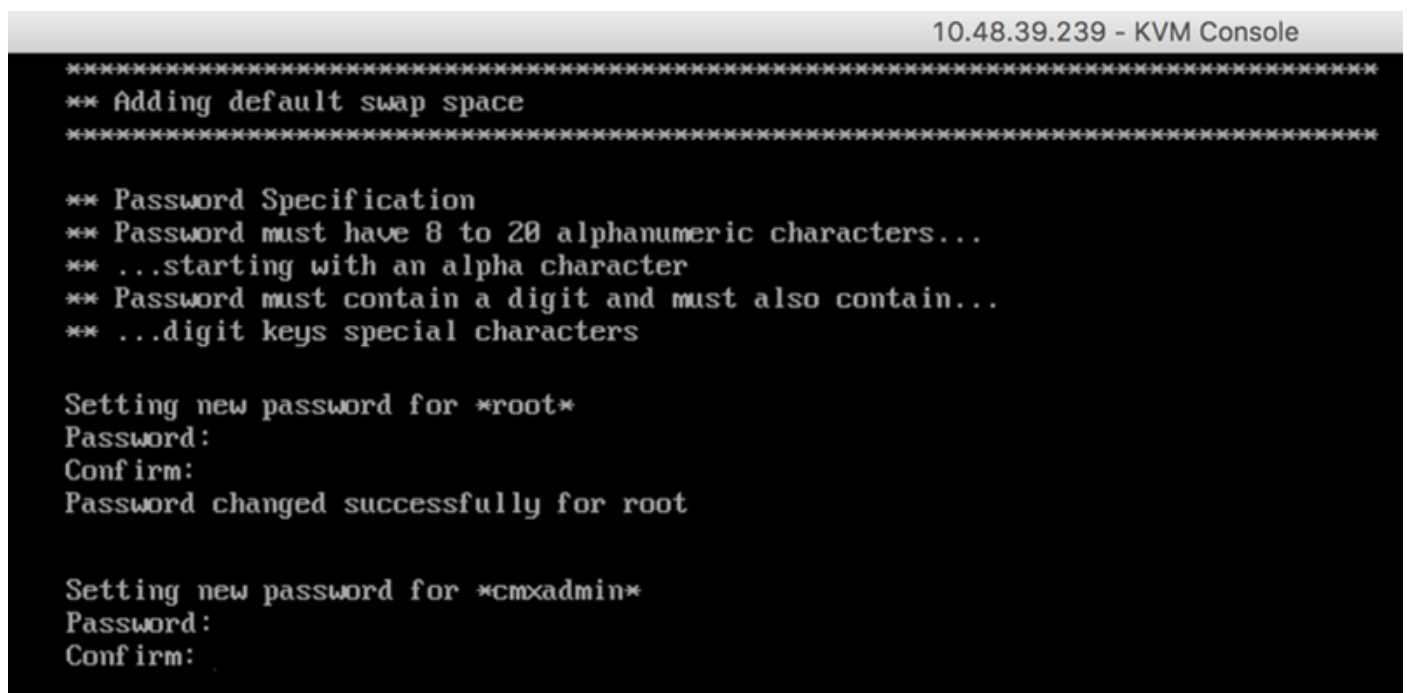 10.48.39.239 - KVM Console
********************************************************************************
** Adding default swap space
********************************************************************************
** Password Specification
** Password must have 8 to 20 alphanumeric characters...
** ...starting with an alpha character
** Password must contain a digit and must also contain...
** ...digit keys special characters
Setting new password for *root*
Password:
Confirm:
Password changed successfully for root
Setting new password for *cmxadmin*
Password:
Confirm: